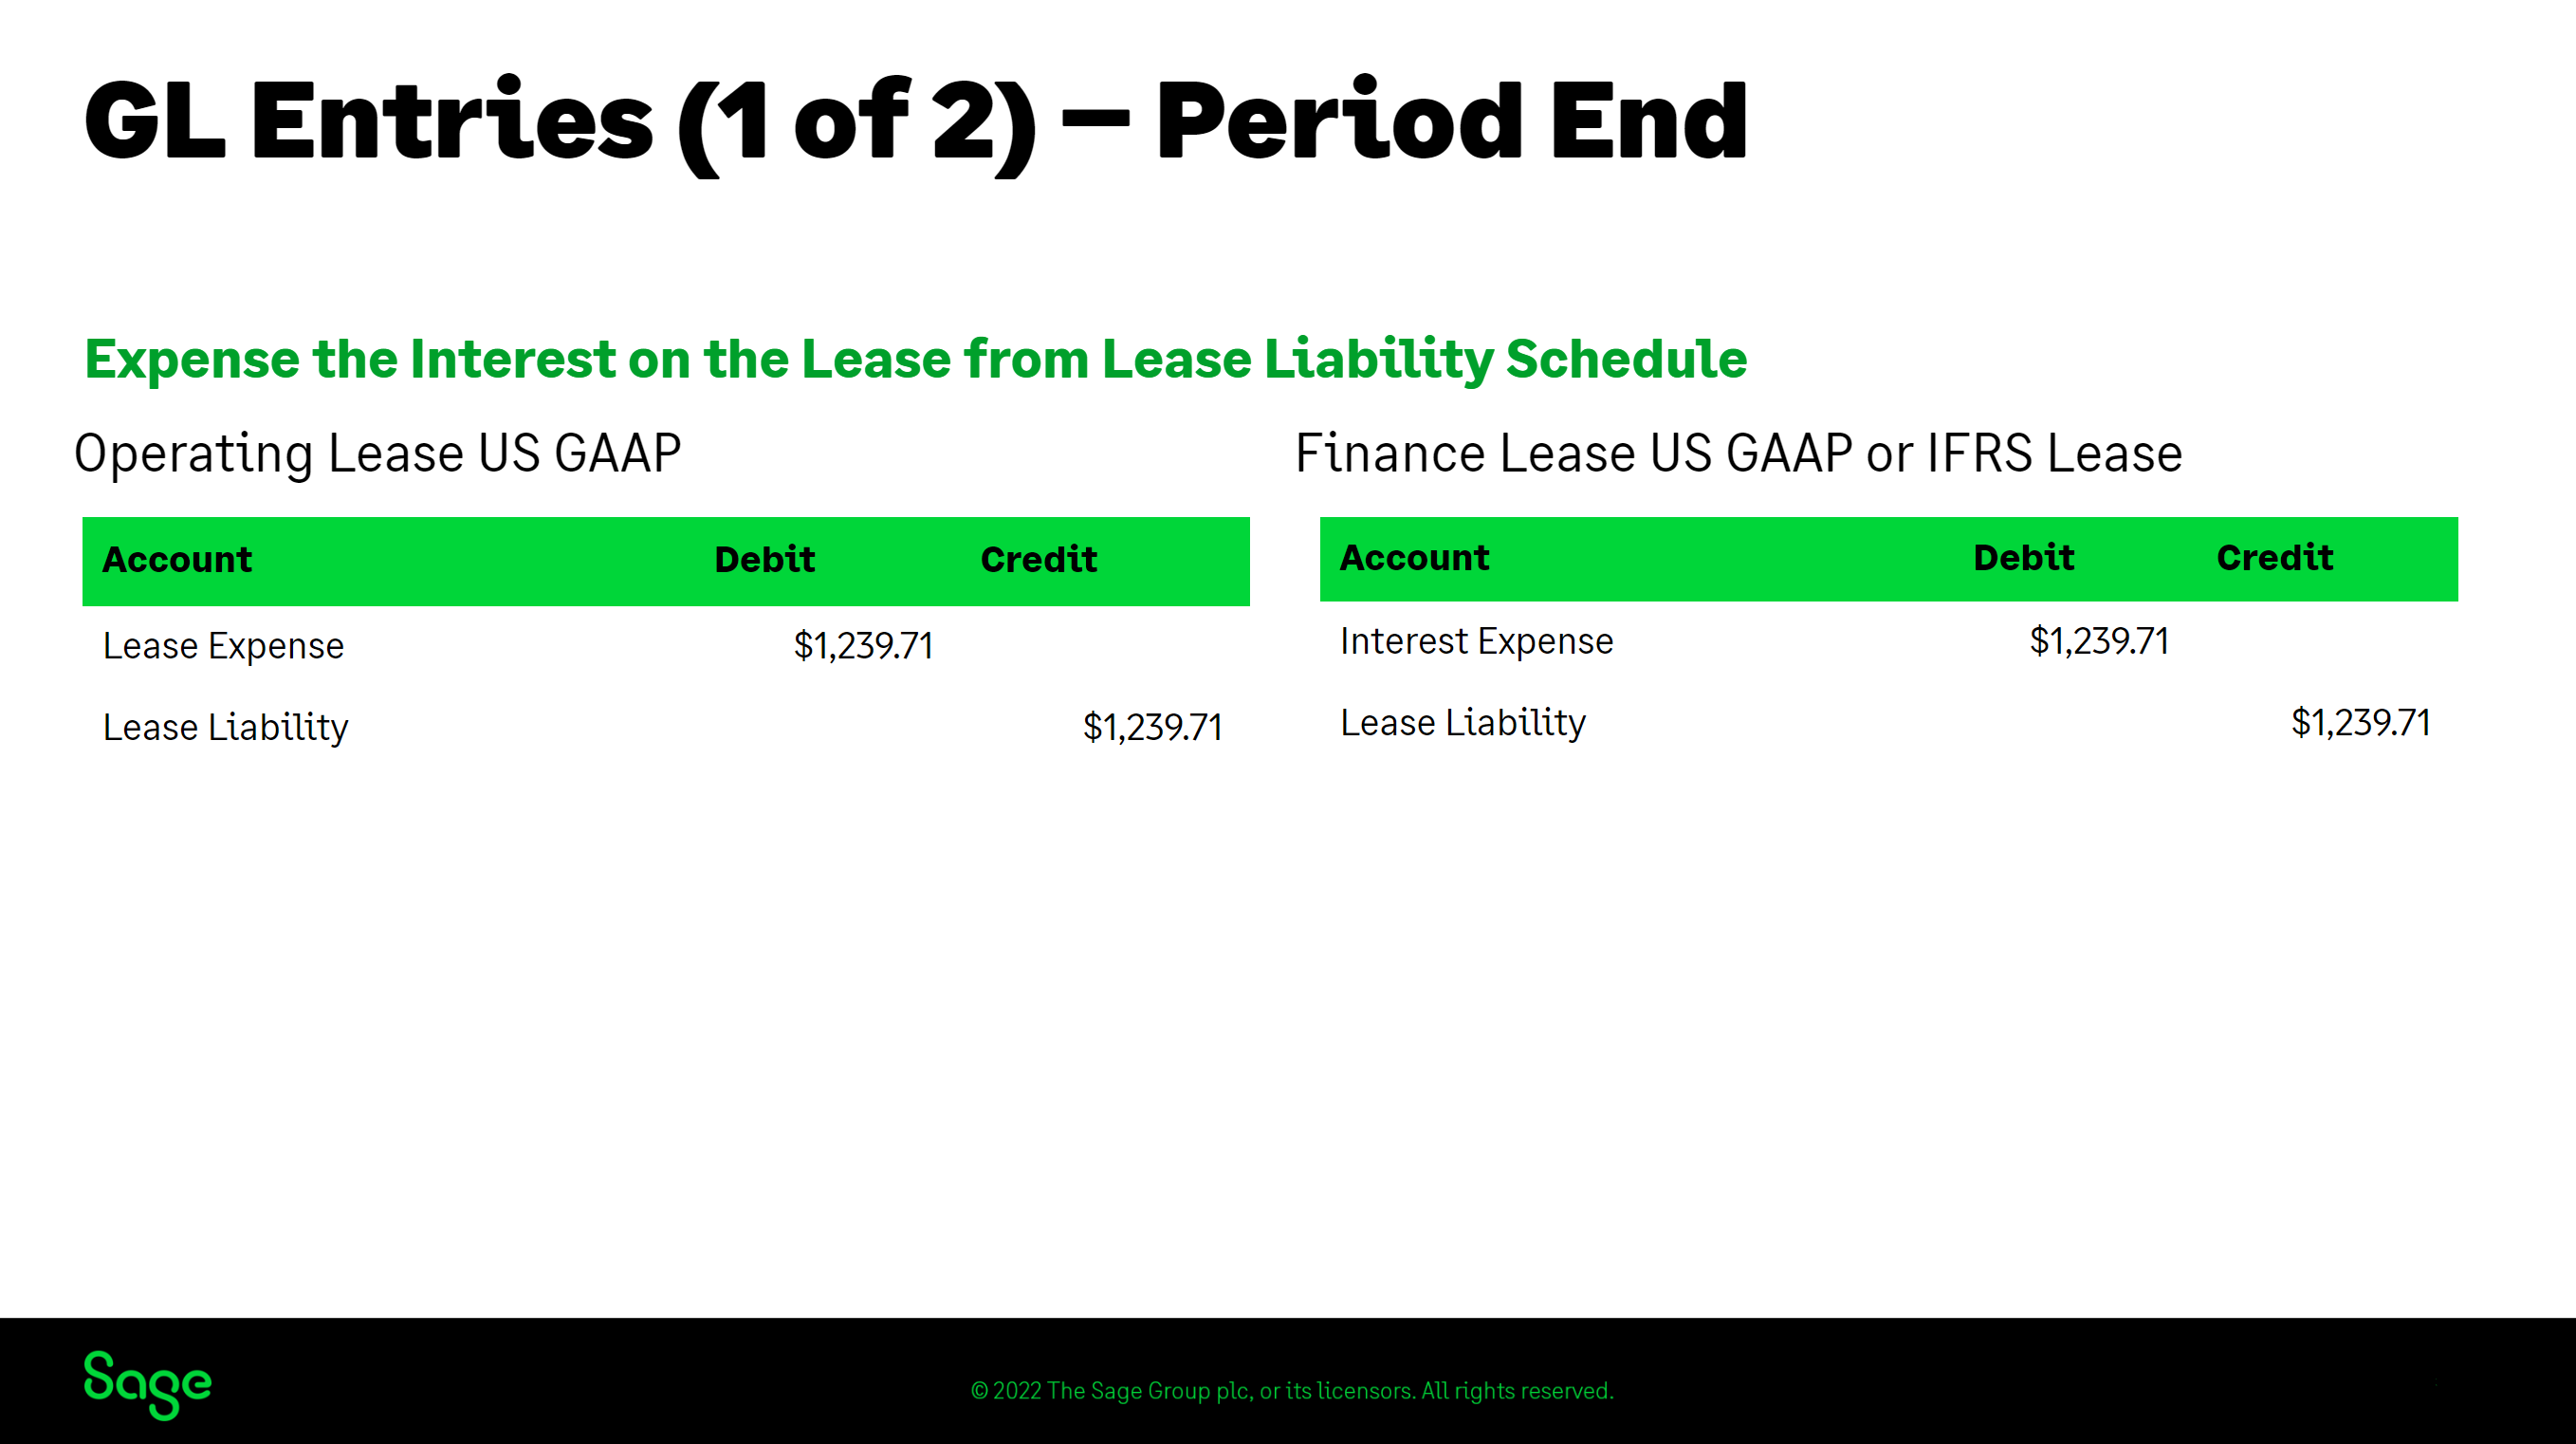 GL Entries (1 of 2) – Period End
Expense the Interest on the Lease from Lease Liability Schedule
Operating Lease US GAAP
Account Debit Credit
Lease Expense $1,239.71
Lease Liability $1,239.71
Finance Lease US GAAP or IFRS Lease
Account Debit Credit
Interest Expense $1,239.71
Lease Liability $1,239.71
Sage
© 2022 The Sage Group plc, or its licensors. All rights reserved.